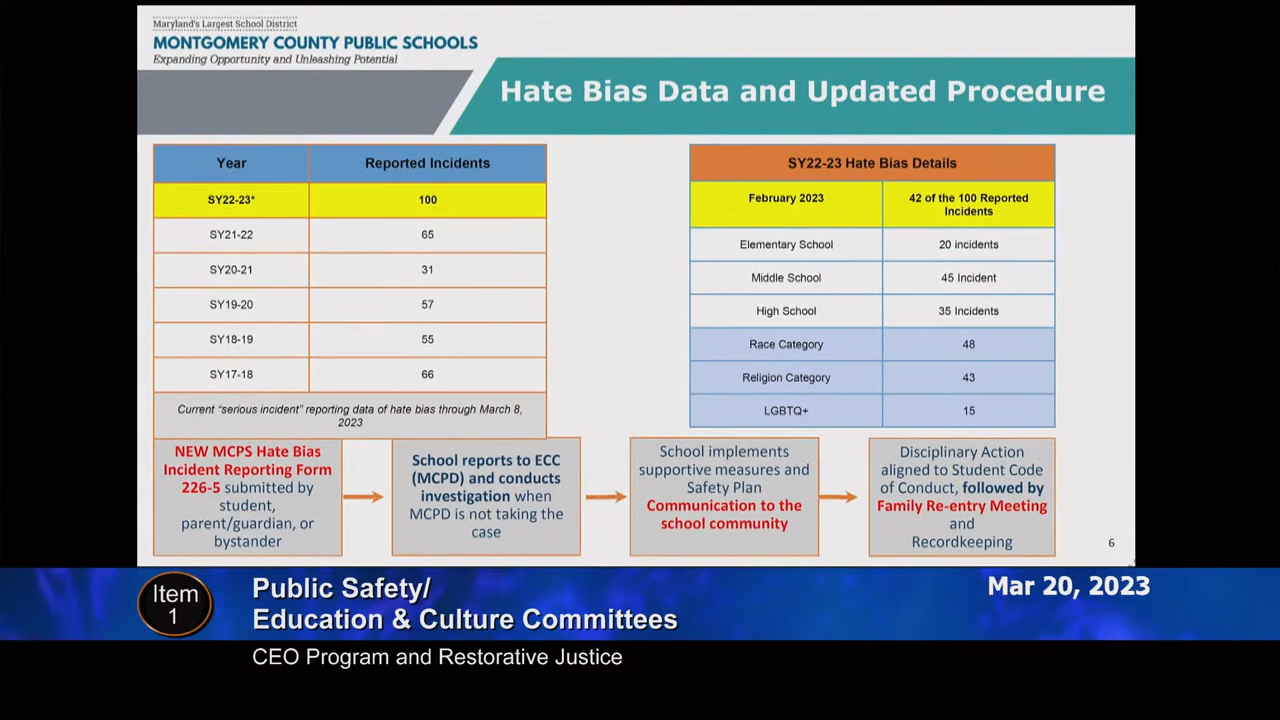 Maryland's Largest School District
MONTGOMERY COUNTY PUBLIC SCHOOLS
Expanding Opportunity and Unleashing Potential
Hate Bias Data and Updated Procedure
Year Reported Incidents
SY22-23* 100
SY21-22 65
SY20-21 31
SY19-20 57
SY18-19 55
SY17-18 66
Current "serious incident" reporting data of hate bias through March 8,
2023
SY22-23 Hate Bias Details
February 2023 42 of the 100 Reported
Incidents
Elementary School 20 incidents
Middle School 45 Incident
High School 35 Incidents
Race Category 48
Religion Category 43
LGBTQ+ 15
NEW MCPS Hate Bias
Incident Reporting Form
226-5 submitted by
student,
parent/guardian, or
bystander
School reports to ECC
(MCPD) and conducts
investigation when
MCPD is not taking the
case
School implements
supportive measures and
Safety Plan
Communication to the
school community
Disciplinary Action
aligned to Student Code
of Conduct, followed by
Family Re-entry Meeting
and
Recordkeeping
6
Item
1
Public Safety/
Education & Culture Committees
Mar 20, 2023
CEO Program and Restorative Justice